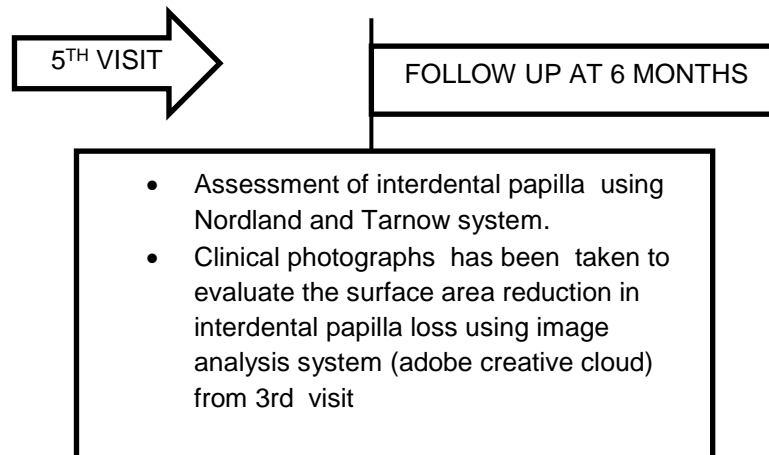 5TH VISIT
FOLLOW UP AT 6 MONTHS
• Assessment of interdental papilla using
Nordland and Tarnow system.
• Clinical photographs has been taken to
evaluate the surface area reduction in
interdental papilla loss using image
analysis system (adobe creative cloud)
from 3rd visit